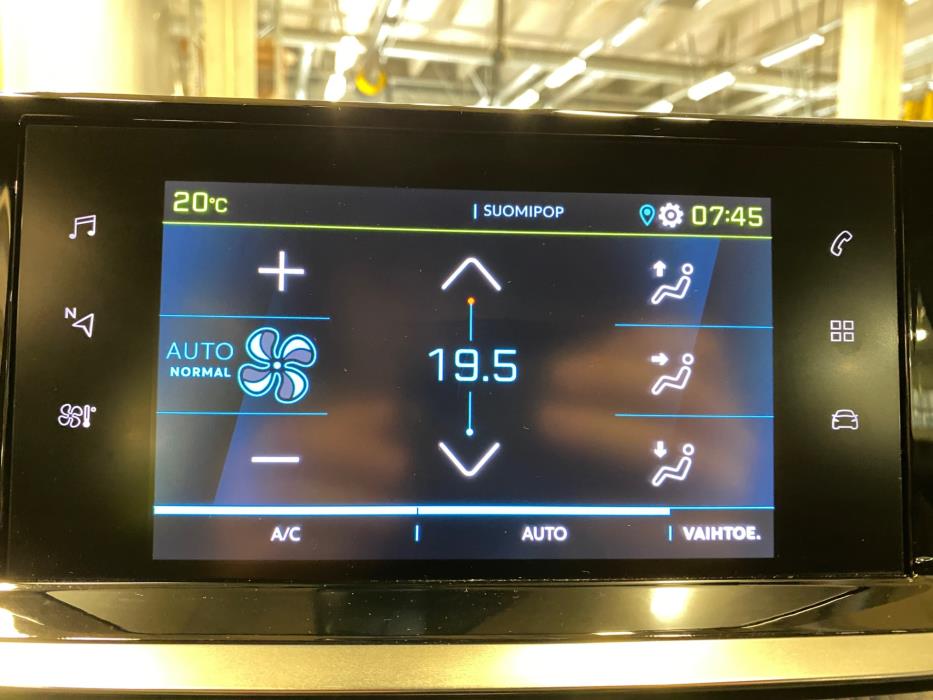 20°C
| SUOMIPOP
07:45
N
AUTO
NORMAL
19.5
A/C
AUTO
VAIHTOE.